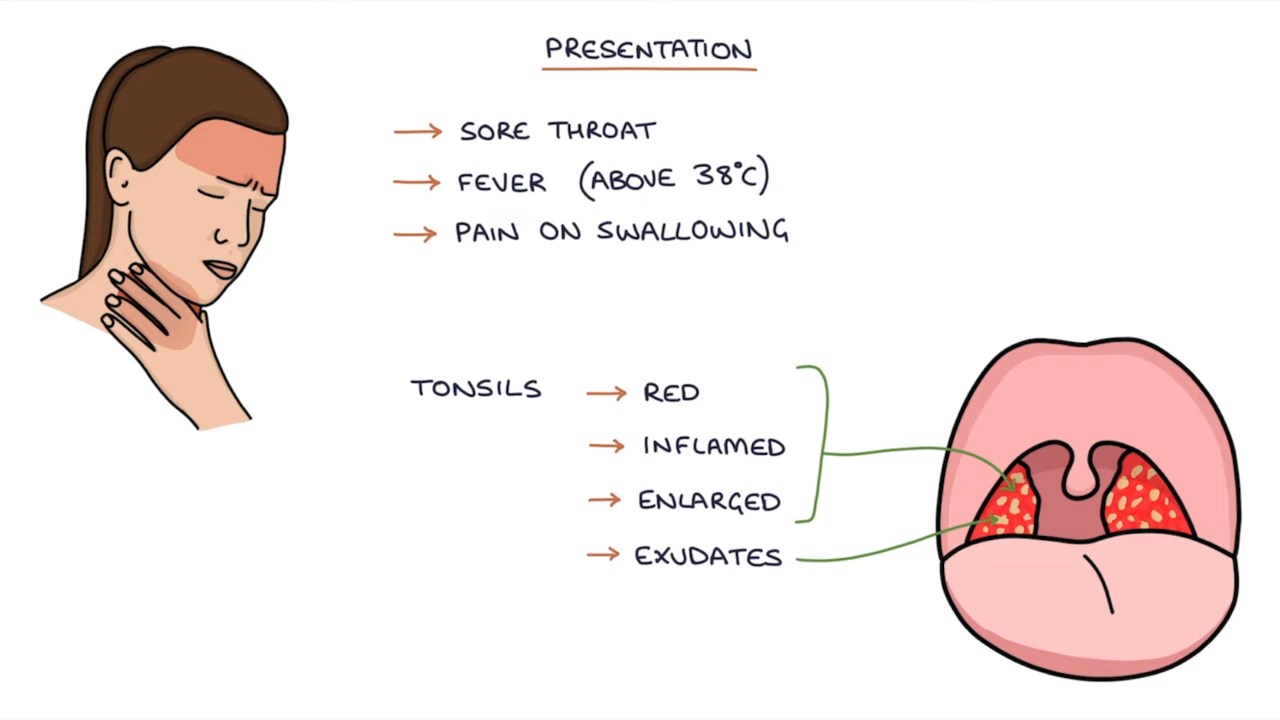 PRESENTATION
→ SORE THROAT
→ FEVER (ABOVE 38°C)
→ PAIN ON SWALLOWING
TONSILS → RED
→ INFLAMED
→ ENLARGED
→ EXUDATES